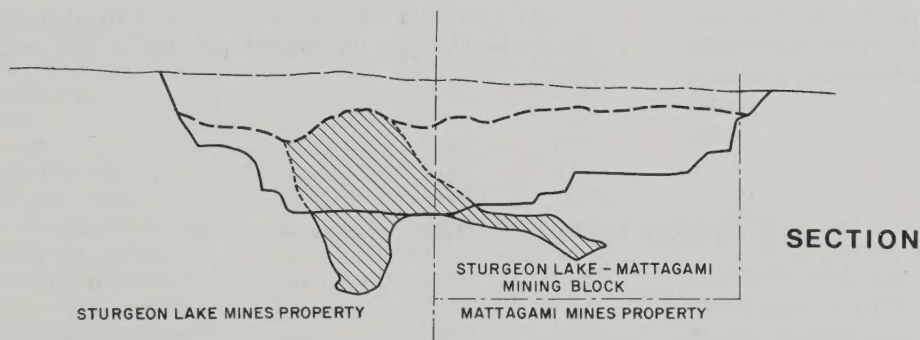 SECTION
STURGEON LAKE – MATTAGAMI
MINING BLOCK
STURGEON LAKE MINES PROPERTY
MATTAGAMI MINES PROPERTY